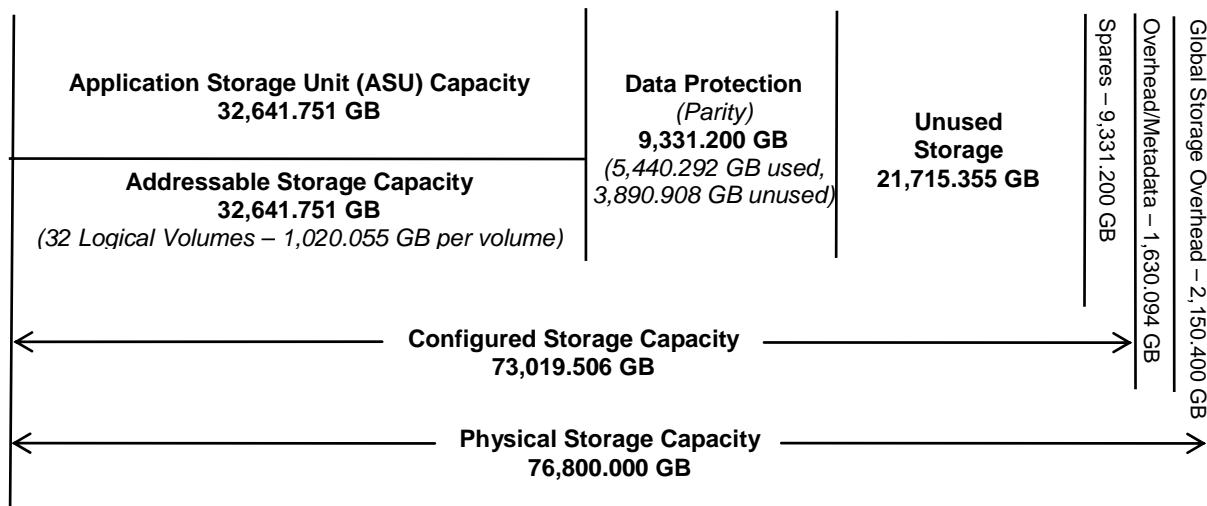 Application Storage Unit (ASU) Capacity
32,641.751 GB
Addressable Storage Capacity
32,641.751 GB
(32 Logical Volumes – 1,020.055 GB per volume)
Data Protection
(Parity)
9,331.200 GB
(5,440.292 GB used,
3,890.908 GB unused)
Unused
Storage
21,715.355 GB
Spares – 9,331.200 GB
Overhead/Metadata – 1,630.094 GB
Global Storage Overhead – 2,150.400 GB
Configured Storage Capacity
73,019.506 GB
Physical Storage Capacity
76,800.000 GB